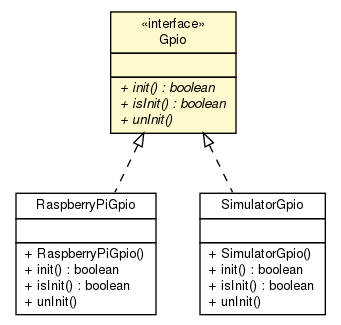 «interface»
Gpio
+ init() : boolean
+ isInit() : boolean
+ unInit()
RaspberryPiGpio
+ RaspberryPiGpio()
+ init() : boolean
+ isInit() : boolean
+ unInit()
SimulatorGpio
+ SimulatorGpio()
+ init() : boolean
+ isInit() : boolean
+ unInit()